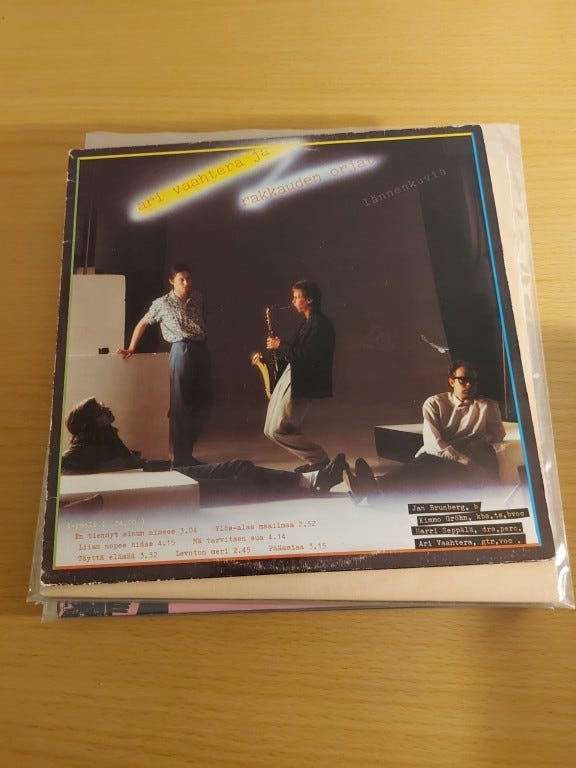 ari vaahtera ja
rakkauden orjat
lännenkuvia
En tiennyt sinun nimees 3.04 Ylös-alas maailmaa 2.52
Liian nopee hidas 4.15 Mä tarvitsen sua 4.14
Täyttä elämää 3.32 Levoton meri 2.45 Pääasiaa 3.15
Jan Brunberg, b
Kimmo Gröhn, kbs,ts,bvoc
Harri Seppälä, drs,perc.
Ari Vaahtera, gtr,voc .